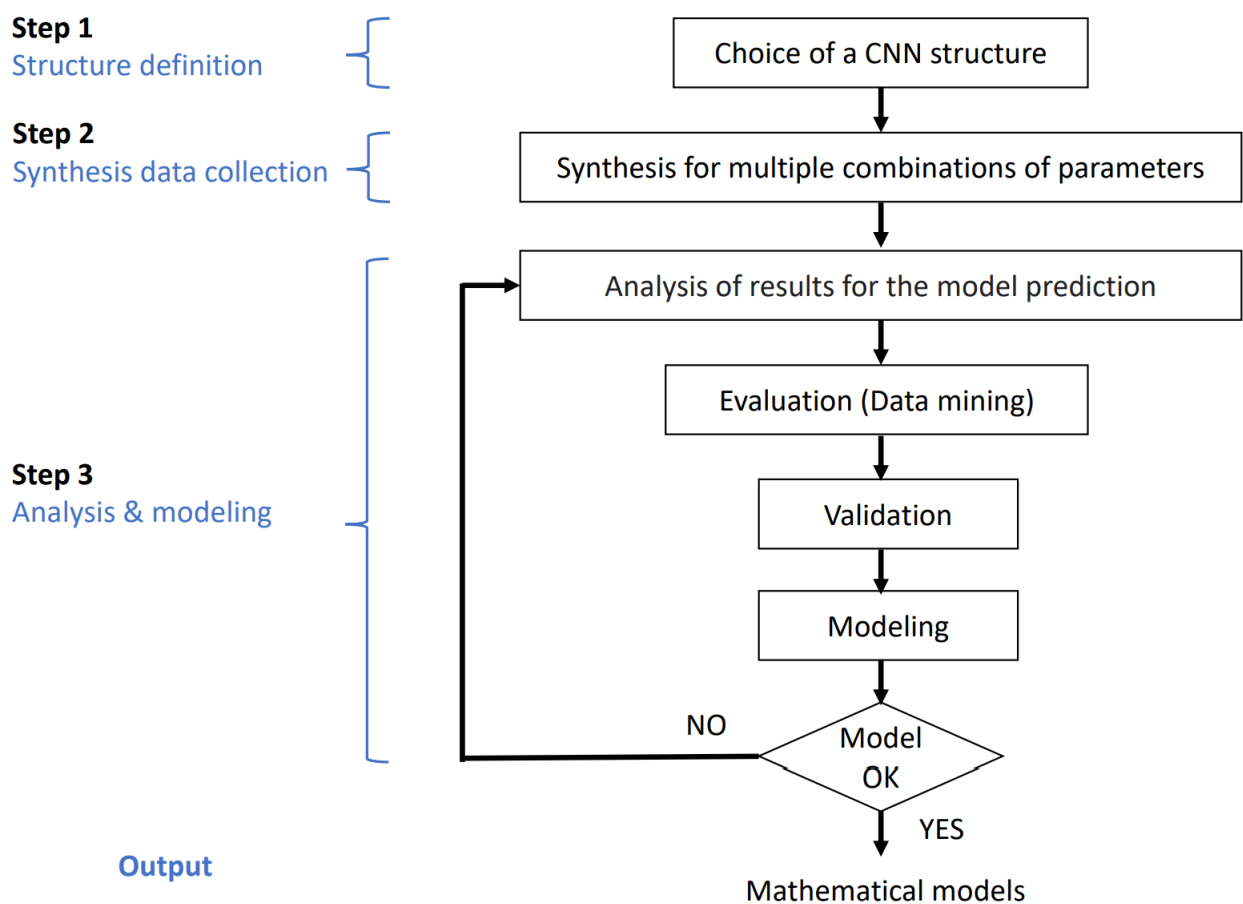 Step 1
Structure definition
Choice of a CNN structure
Step 2
Synthesis data collection
Synthesis for multiple combinations of parameters
Analysis of results for the model prediction
Evaluation (Data mining)
Step 3
Analysis & modeling
Validation
Modeling
NO
Model
OK
YES
Output
Mathematical models